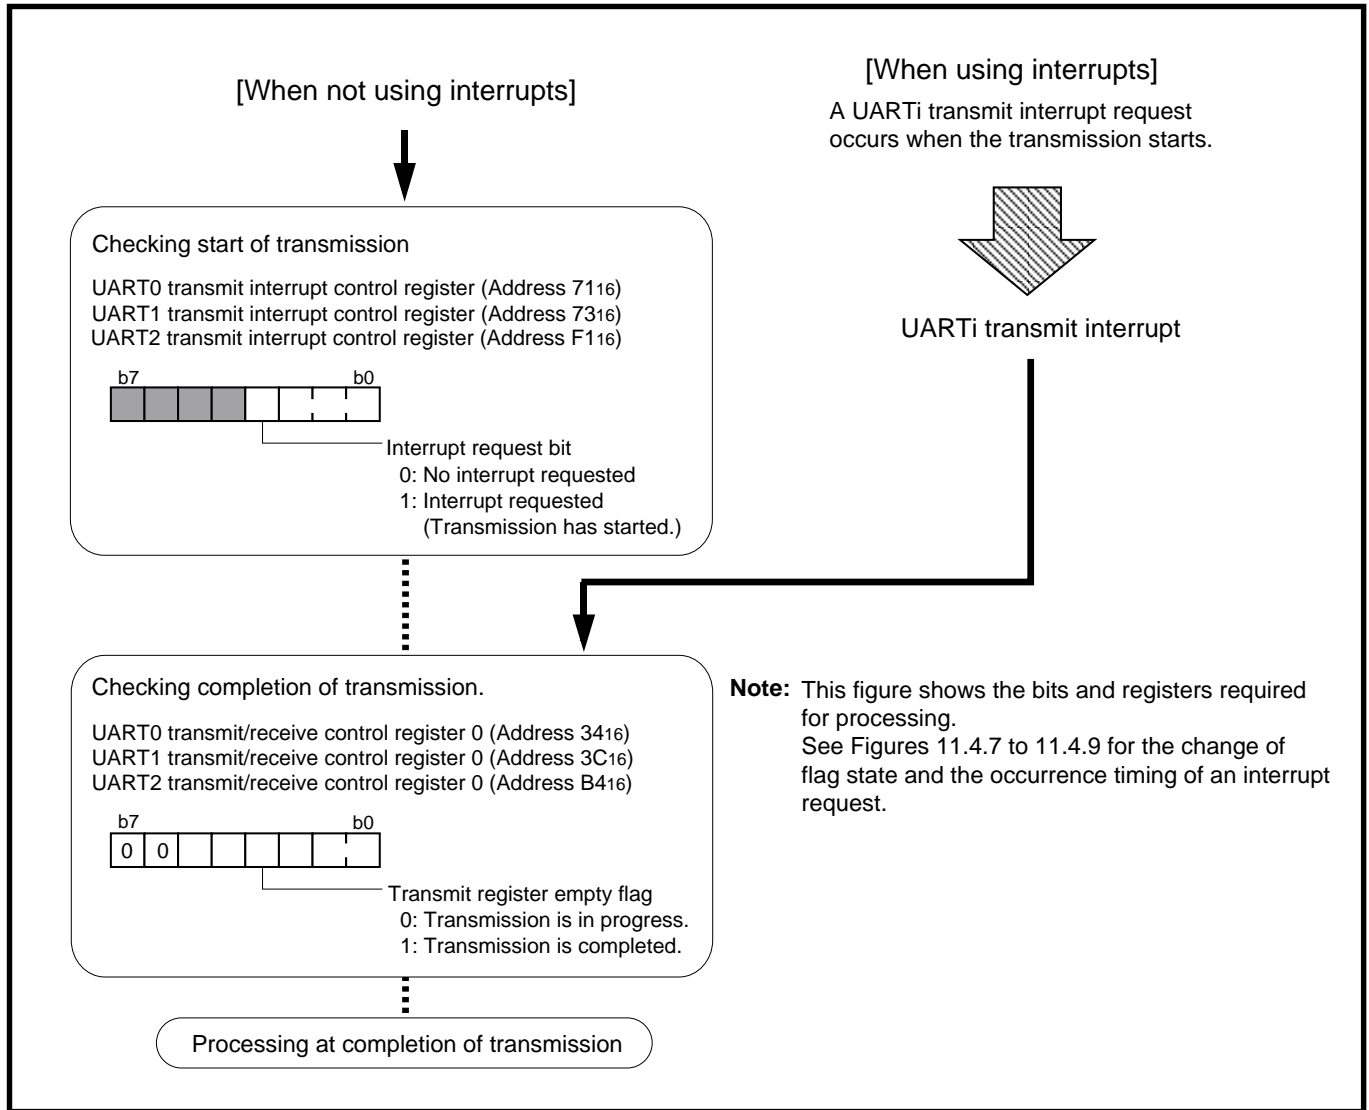 [When not using interrupts]
[When using interrupts]
A UARTi transmit interrupt request
occurs when the transmission starts.
Checking start of transmission
UART0 transmit interrupt control register (Address 7116)
UART1 transmit interrupt control register (Address 7316)
UART2 transmit interrupt control register (Address F116)
b7 b0
Interrupt request bit
0: No interrupt requested
1: Interrupt requested
(Transmission has started.)
UARTi transmit interrupt
Checking completion of transmission.
UART0 transmit/receive control register 0 (Address 3416)
UART1 transmit/receive control register 0 (Address 3C16)
UART2 transmit/receive control register 0 (Address B416)
b7 b0
0 0
Transmit register empty flag
0: Transmission is in progress.
1: Transmission is completed.
Note: This figure shows the bits and registers required
for processing.
See Figures 11.4.7 to 11.4.9 for the change of
flag state and the occurrence timing of an interrupt
request.
Processing at completion of transmission